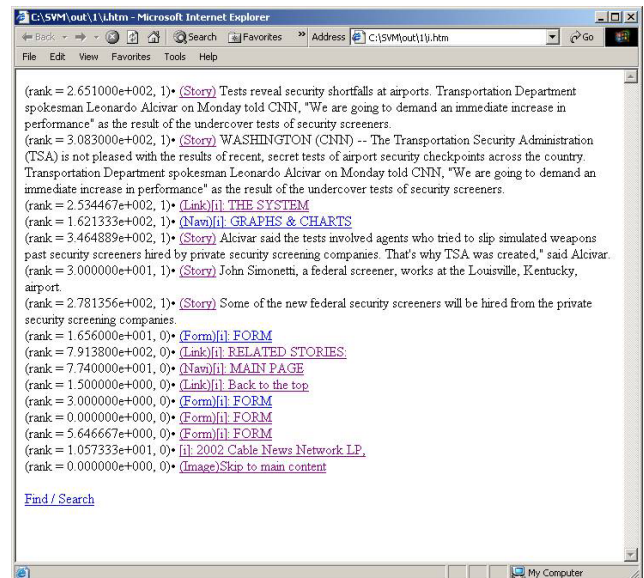 C:\SVM\out\1\i.htm - Microsoft Internet Explorer
Back Search Favorites » Address C:\SVM\out\1\i.htm Go
File Edit View Favorites Tools Help
(rank = 2.651000e+002, 1)• (Story) Tests reveal security shortfalls at airports. Transportation Department
spokesman Leonardo Alcivar on Monday told CNN, "We are going to demand an immediate increase in
performance" as the result of the undercover tests of security screeners.
(rank = 3.083000e+002, 1)• (Story) WASHINGTON (CNN) -- The Transportation Security Administration
(TSA) is not pleased with the results of recent, secret tests of airport security checkpoints across the country.
Transportation Department spokesman Leonardo Alcivar on Monday told CNN, "We are going to demand an
immediate increase in performance" as the result of the undercover tests of security screeners.
(rank = 2.534467e+002, 1)• (Link)[i]: THE SYSTEM
(rank = 1.621333e+002, 1)• (Navi)[i]: GRAPHS & CHARTS
(rank = 3.464889e+002, 1)• (Story) Alcivar said the tests involved agents who tried to slip simulated weapons
past security screeners hired by private security screening companies. That's why TSA was created," said Alcivar.
(rank = 3.000000e+001, 1)• (Story) John Simonetti, a federal screener, works at the Louisville, Kentucky,
airport.
(rank = 2.781356e+002, 1)• (Story) Some of the new federal security screeners will be hired from the private
security screening companies.
(rank = 1.656000e+001, 0)• (Form)[i]: FORM
(rank = 7.913800e+002, 0)• (Link)[i]: RELATED STORIES:
(rank = 7.740000e+001, 0)• (Navi)[i]: MAIN PAGE
(rank = 1.500000e+000, 0)• (Link)[i]: Back to the top
(rank = 3.000000e+000, 0)• (Form)[i]: FORM
(rank = 0.000000e+000, 0)• (Form)[i]: FORM
(rank = 5.646667e+000, 0)• (Form)[i]: FORM
(rank = 1.057333e+001, 0)• [i]: 2002 Cable News Network LP,
(rank = 0.000000e+000, 0)• (Image)Skip to main content
Find / Search
My Computer